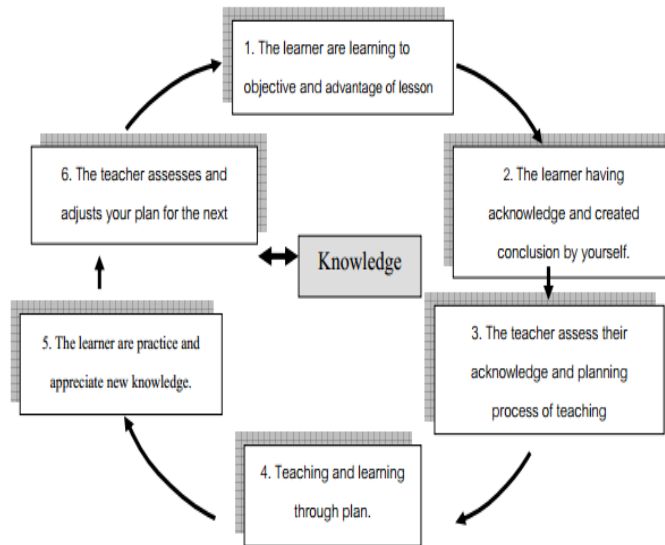 1. The learner are learning to
objective and advantage of lesson
2. The learner having
acknowledge and created
conclusion by yourself.
3. The teacher assess their
acknowledge and planning
process of teaching
4. Teaching and learning
through plan.
5. The learner are practice and
appreciate new knowledge.
6. The teacher assesses and
adjusts your plan for the next
Knowledge